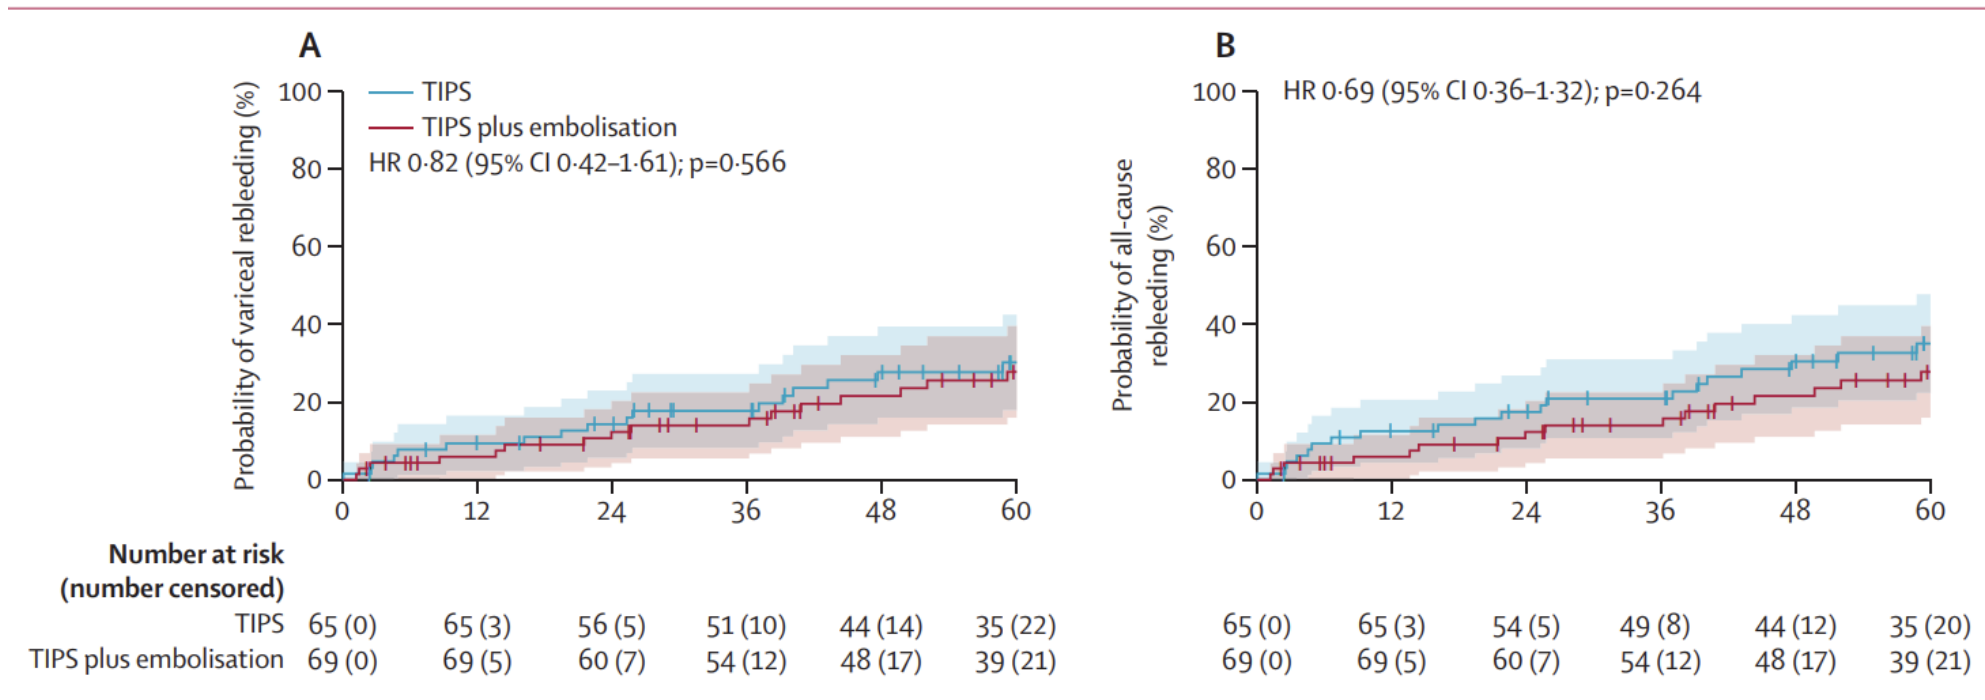 A
Probability of variceal rebleeding (%)
100
80
60
40
20
0
TIPS
TIPS plus embolisation
HR 0·82 (95% CI 0·42–1·61); p=0·566
0 12 24 36 48 60
B
Probability of all-cause
rebleeding (%)
100
80
60
40
20
0
HR 0·69 (95% CI 0·36–1·32); p=0·264
0 12 24 36 48 60
Number at risk
(number censored)
TIPS 65 (0) 65 (3) 56 (5) 51 (10) 44 (14) 35 (22) 65 (0) 65 (3) 54 (5) 49 (8) 44 (12) 35 (20)
TIPS plus embolisation 69 (0) 69 (5) 60 (7) 54 (12) 48 (17) 39 (21) 69 (0) 69 (5) 60 (7) 54 (12) 48 (17) 39 (21)